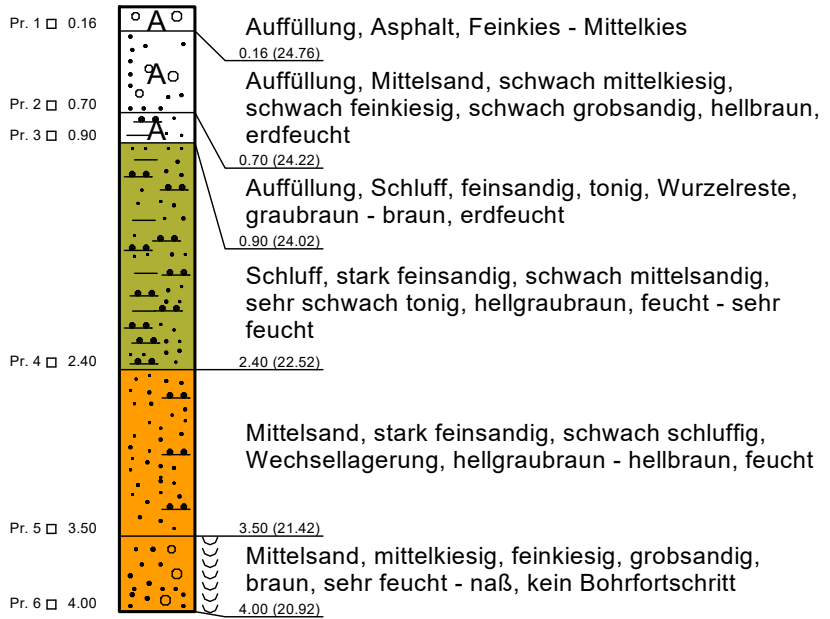 Pr. 1 0.16
A
Auffüllung, Asphalt, Feinkies - Mittelkies
0.16 (24.76)
A
Auffüllung, Mittelsand, schwach mittelkiesig,
schwach feinkiesig, schwach grobsandig, hellbraun,
erdfeucht
Pr. 2 0.70
0.70 (24.22)
Pr. 3 0.90
A
Auffüllung, Schluff, feinsandig, tonig, Wurzelreste,
graubraun - braun, erdfeucht
0.90 (24.02)
Schluff, stark feinsandig, schwach mittelsandig,
sehr schwach tonig, hellgraubraun, feucht - sehr
feucht
Pr. 4 2.40
2.40 (22.52)
Mittelsand, stark feinsandig, schwach schluffig,
Wechsellagerung, hellgraubraun - hellbraun, feucht
Pr. 5 3.50
3.50 (21.42)
Mittelsand, mittelkiesig, feinkiesig, grobsandig,
braun, sehr feucht - naß, kein Bohrfortschritt
Pr. 6 4.00
4.00 (20.92)